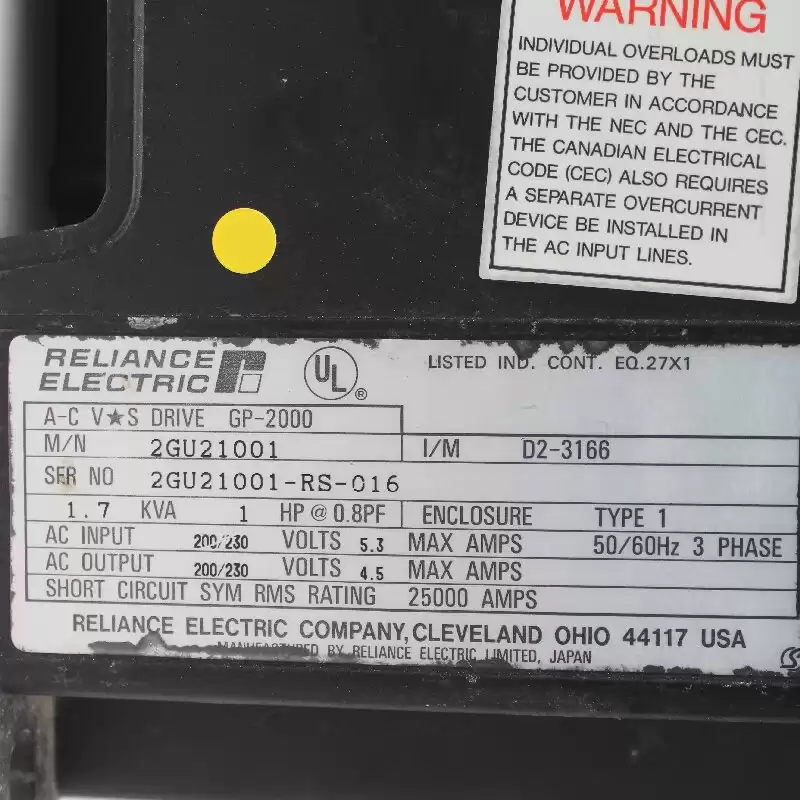 WARNING
INDIVIDUAL OVERLOADS MUST
BE PROVIDED BY THE
CUSTOMER IN ACCORDANCE
WITH THE NEC AND THE CEC.
THE CANADIAN ELECTRICAL
CODE (CEC) ALSO REQUIRES
A SEPARATE OVERCURRENT
DEVICE BE INSTALLED IN
THE AC INPUT LINES.
RELIANCE
ELECTRIC
UL ®
LISTED IND. CONT. EQ.27X1
A-C V★S DRIVE GP-2000
M/N 2GU21001 I/M D2-3166
SER NO 2GU21001-RS-016
1.7 KVA 1 HP @ 0.8PF ENCLOSURE TYPE 1
AC INPUT 200/230 VOLTS 5.3 MAX AMPS 50/60Hz 3 PHASE
AC OUTPUT 200/230 VOLTS 4.5 MAX AMPS
SHORT CIRCUIT SYM RMS RATING 25000 AMPS
RELIANCE ELECTRIC COMPANY, CLEVELAND OHIO 44117 USA
MANUFACTURED BY RELIANCE ELECTRIC LIMITED, JAPAN